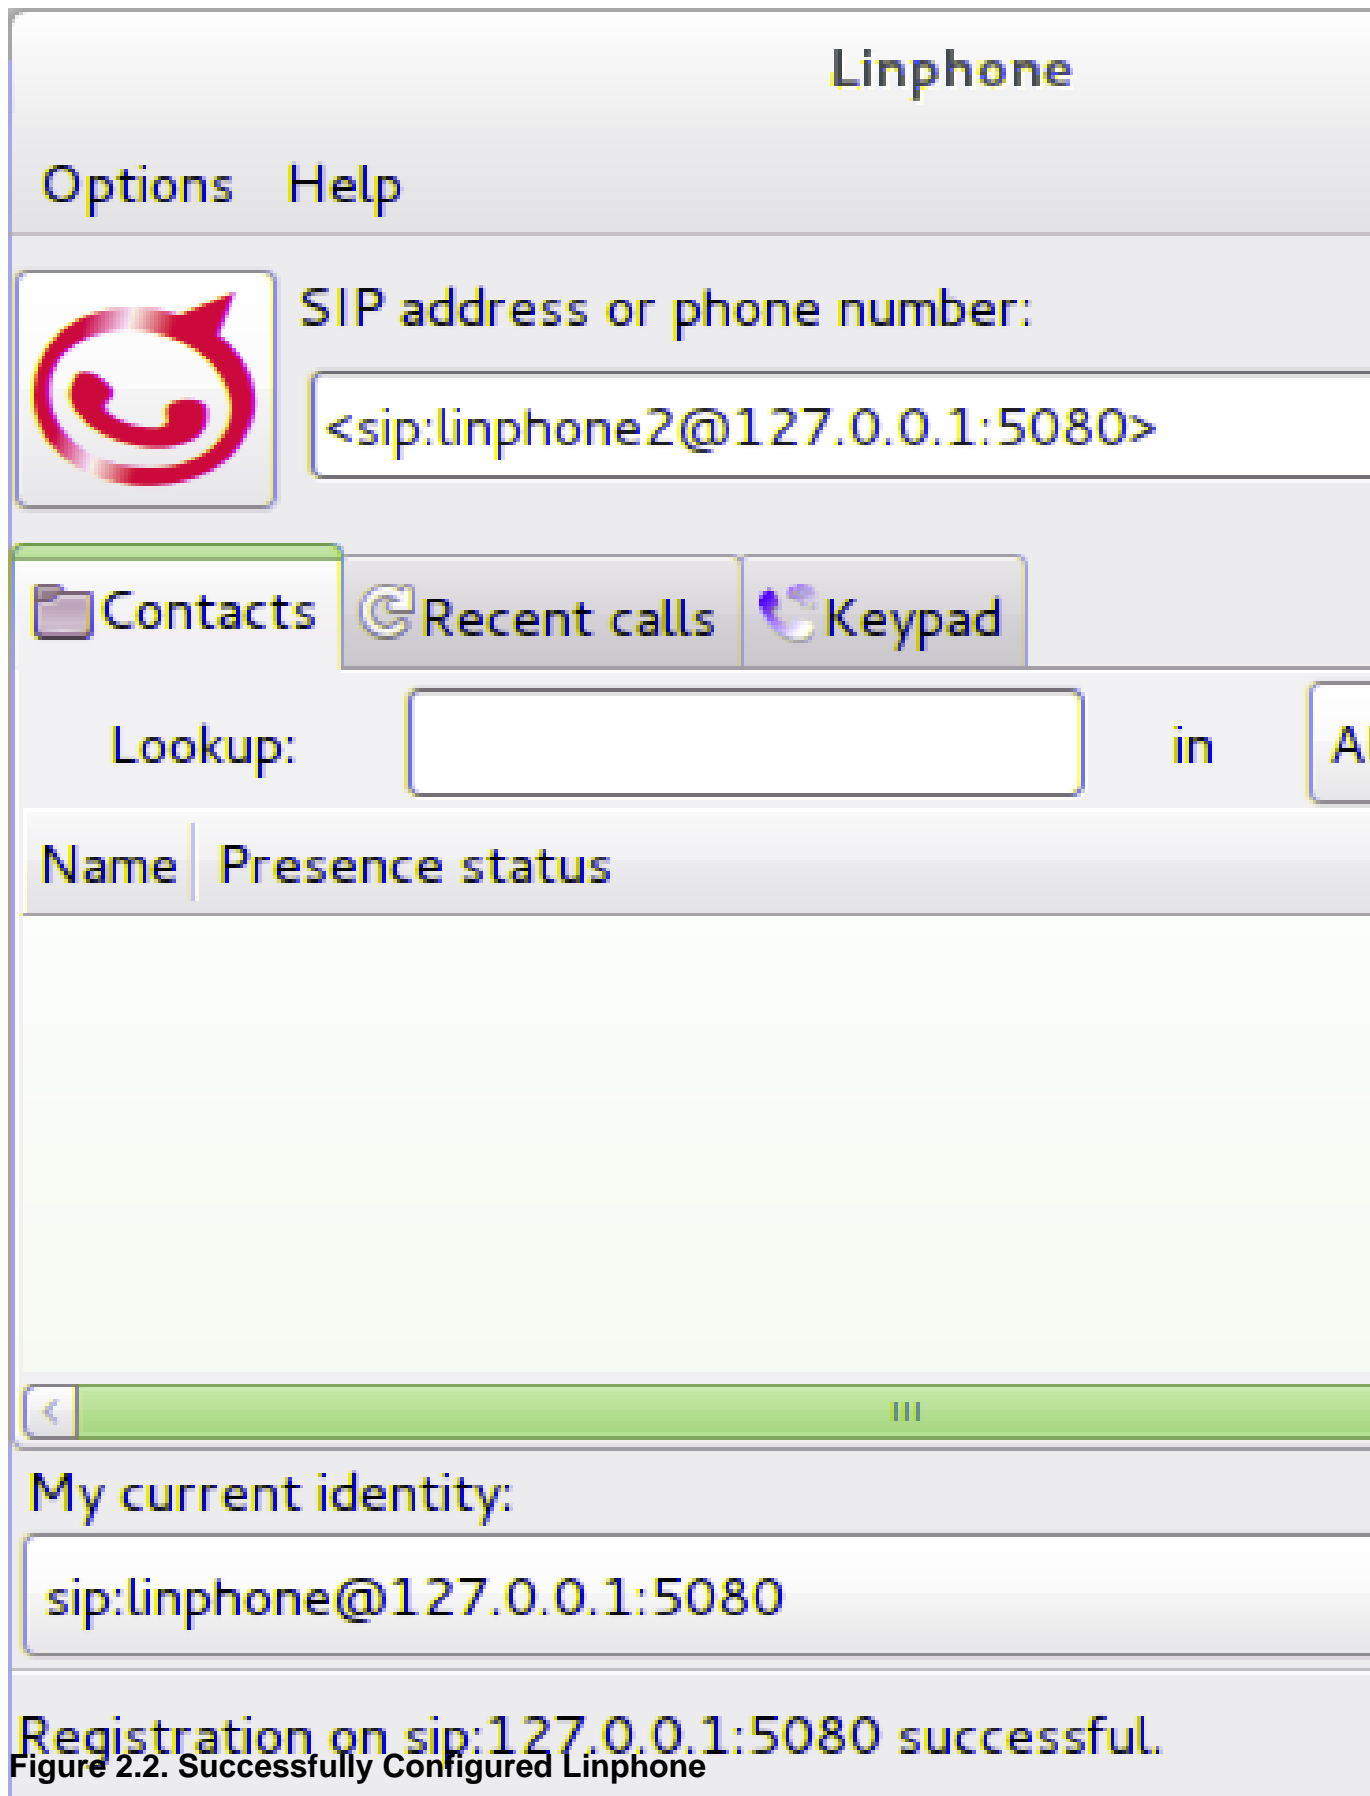 Linphone
Options Help
SIP address or phone number:
<sip:linphone2@127.0.0.1:5080>
Contacts Recent calls Keypad
Lookup: in
Name Presence status
My current identity:
sip:linphone@127.0.0.1:5080
Registration on sip:127.0.0.1:5080 successful.
Figure 2.2. Successfully Configured Linphone